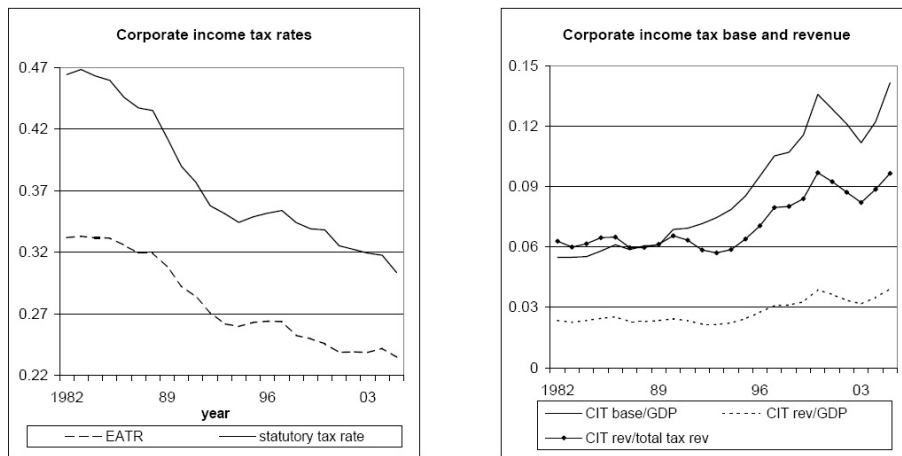 Corporate income tax rates
0.47
0.42
0.37
0.32
0.27
0.22
1982 89 96 03
year
EATR statutory tax rate
Corporate income tax base and revenue
0.15
0.12
0.09
0.06
0.03
0
1982 89 96 03
CIT base/GDP CIT rev/GDP
CIT rev/total tax rev